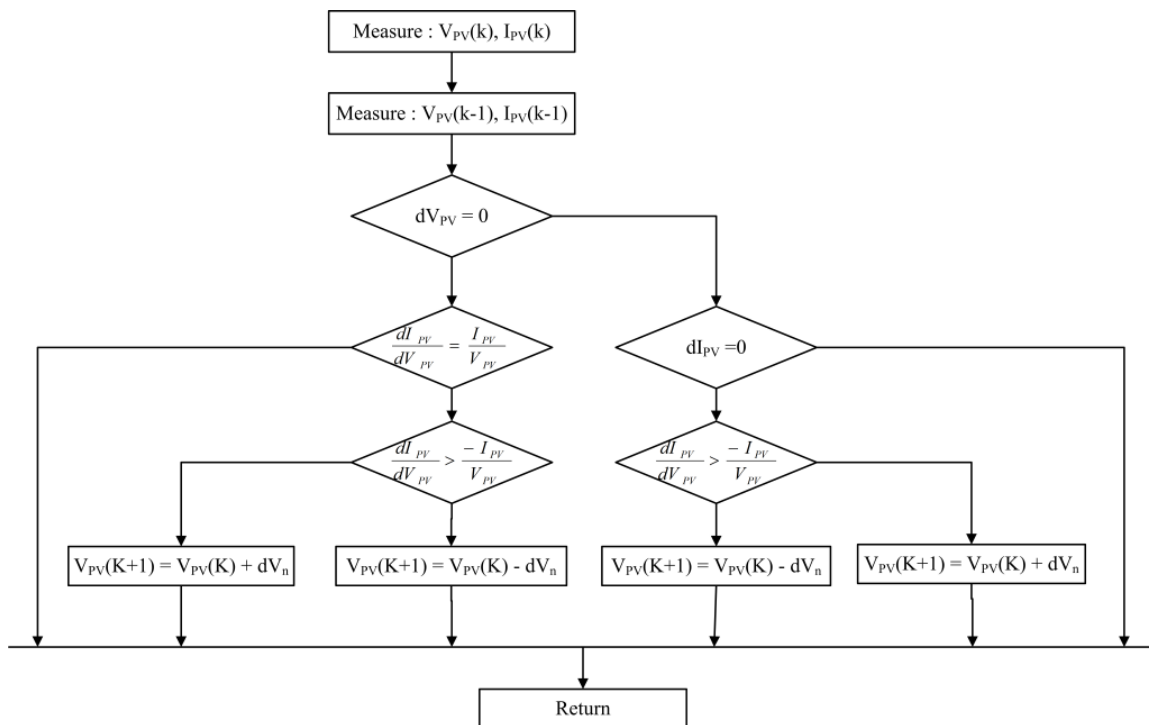 Measure : V_PV(k), I_PV(k)
Measure : V_PV(k-1), I_PV(k-1)
dV_PV = 0
dI_PV/dV_PV = I_PV/V_PV
dI_PV =0
dI_PV/dV_PV > - I_PV/V_PV
dI_PV/dV_PV > - I_PV/V_PV
V_PV(K+1) = V_PV(K) + dV_n
V_PV(K+1) = V_PV(K) - dV_n
V_PV(K+1) = V_PV(K) - dV_n
V_PV(K+1) = V_PV(K) + dV_n
Return